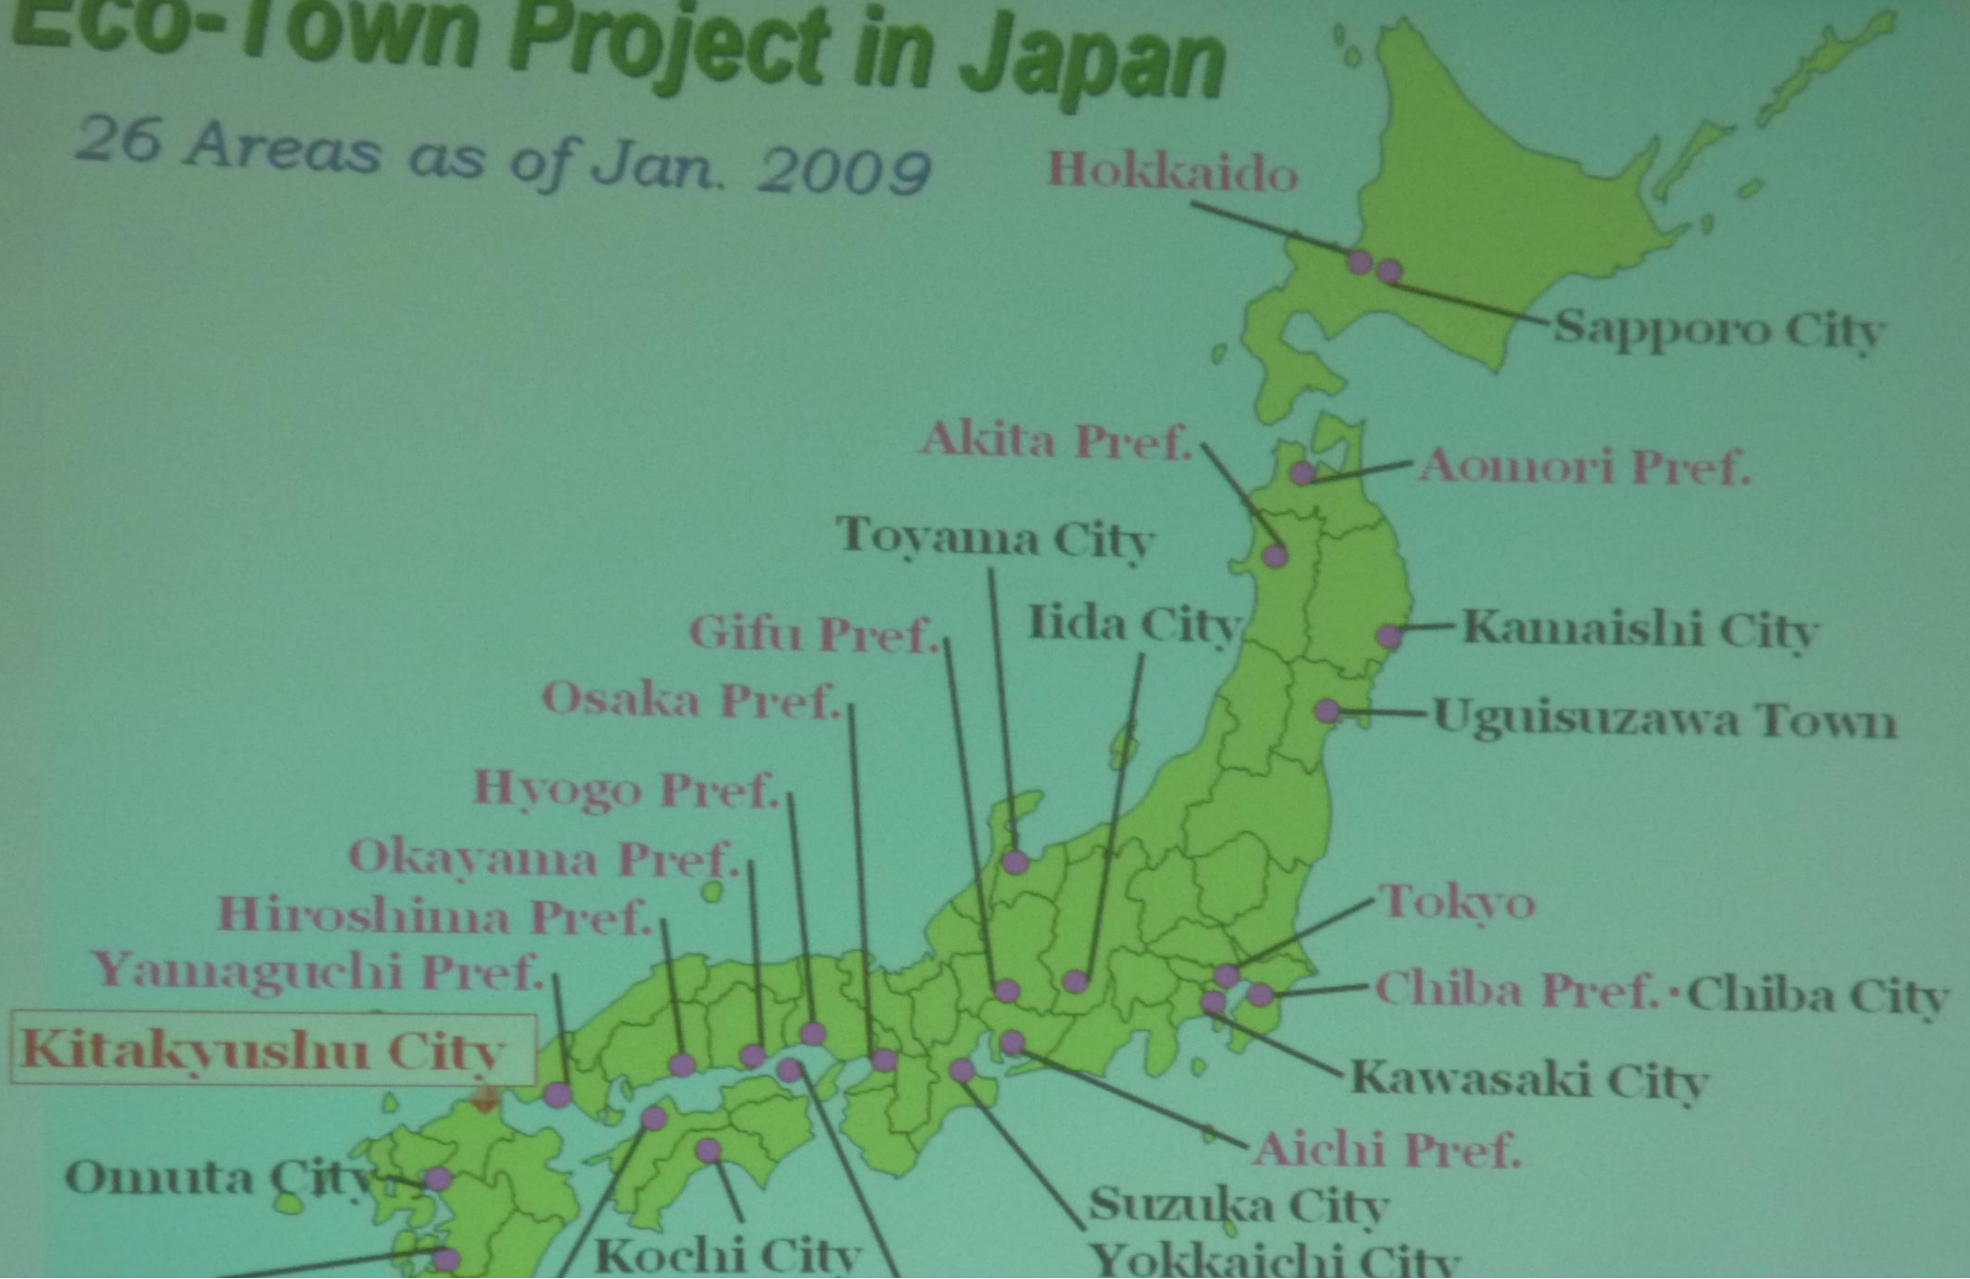 Eco-Town Project in Japan
26 Areas as of Jan. 2009
Hokkaido
Sapporo City
Akita Pref.
Aomori Pref.
Toyama City
Iida City
Kamaishi City
Gifu Pref.
Osaka Pref.
Uguisuzawa Town
Hyogo Pref.
Okayama Pref.
Tokyo
Hiroshima Pref.
Yamaguchi Pref.
Chiba Pref.・Chiba City
Kitakyushu City
Kawasaki City
Aichi Pref.
Omuta City
Suzuka City
Kochi City
Yokkaichi City